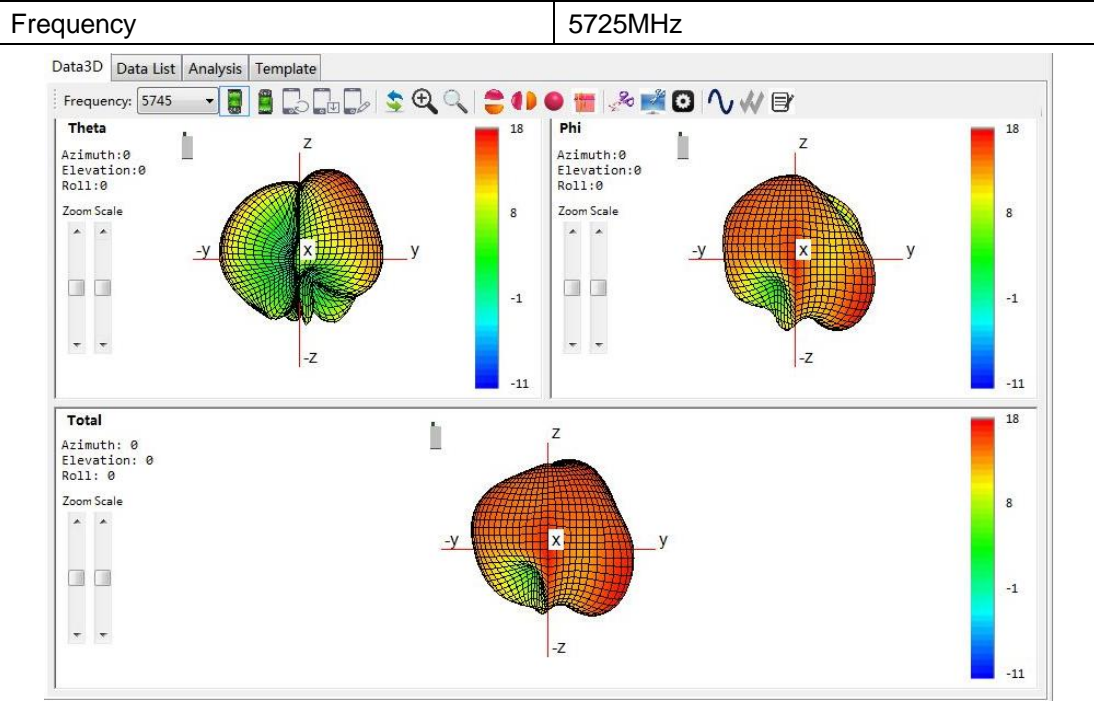 Frequency 5725MHz
Data3D Data List Analysis Template
Frequency: 5745
Theta
Azimuth:0
Elevation:0
Roll:0
Zoom Scale
z
-y x y
-z
18
8
-1
-11
Phi
Azimuth:0
Elevation:0
Roll:0
Zoom Scale
z
-y x y
-z
18
8
-1
-11
Total
Azimuth: 0
Elevation: 0
Roll: 0
Zoom Scale
z
-y x y
-z
18
8
-1
-11